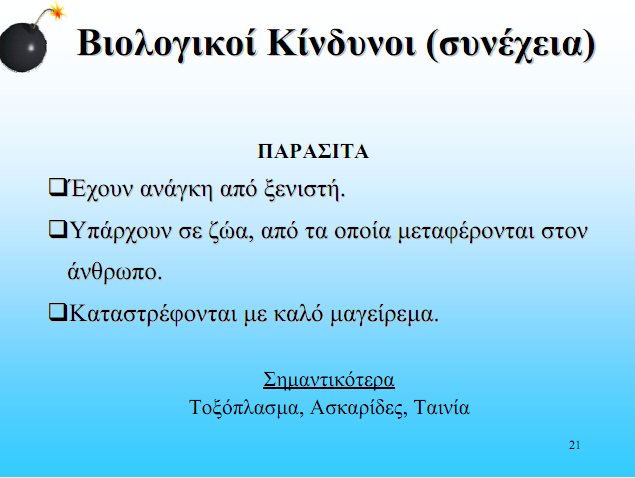 Βιολογικοί Κίνδυνοι (συνέχεια)
ΠΑΡΑΣΙΤΑ
❑Έχουν ανάγκη από ξενιστή.
❑Υπάρχουν σε ζώα, από τα οποία μεταφέρονται στον
άνθρωπο.
❑Καταστρέφονται με καλό μαγείρεμα.
Σημαντικότερα
Τοξόπλασμα, Ασκαρίδες, Ταινία
21